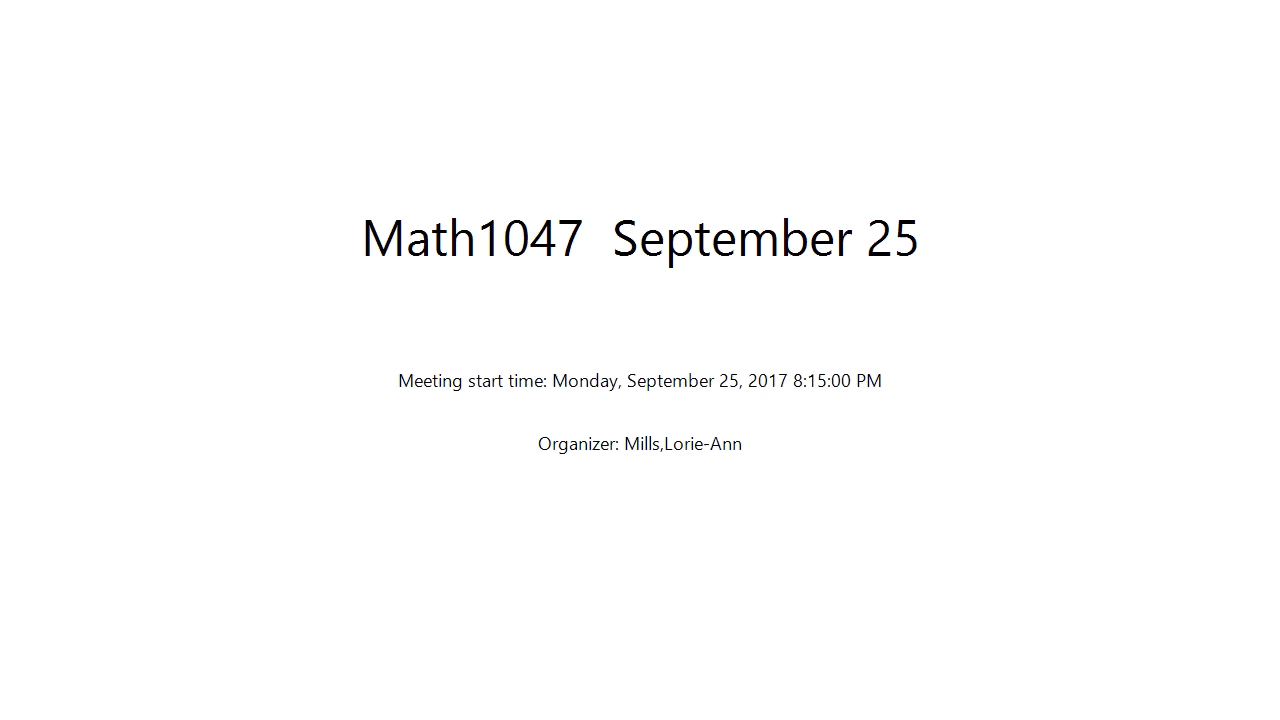 Math1047  September 25
Meeting start time: Monday, September 25, 2017 8:15:00 PM
Organizer: Mills,Lorie-Ann